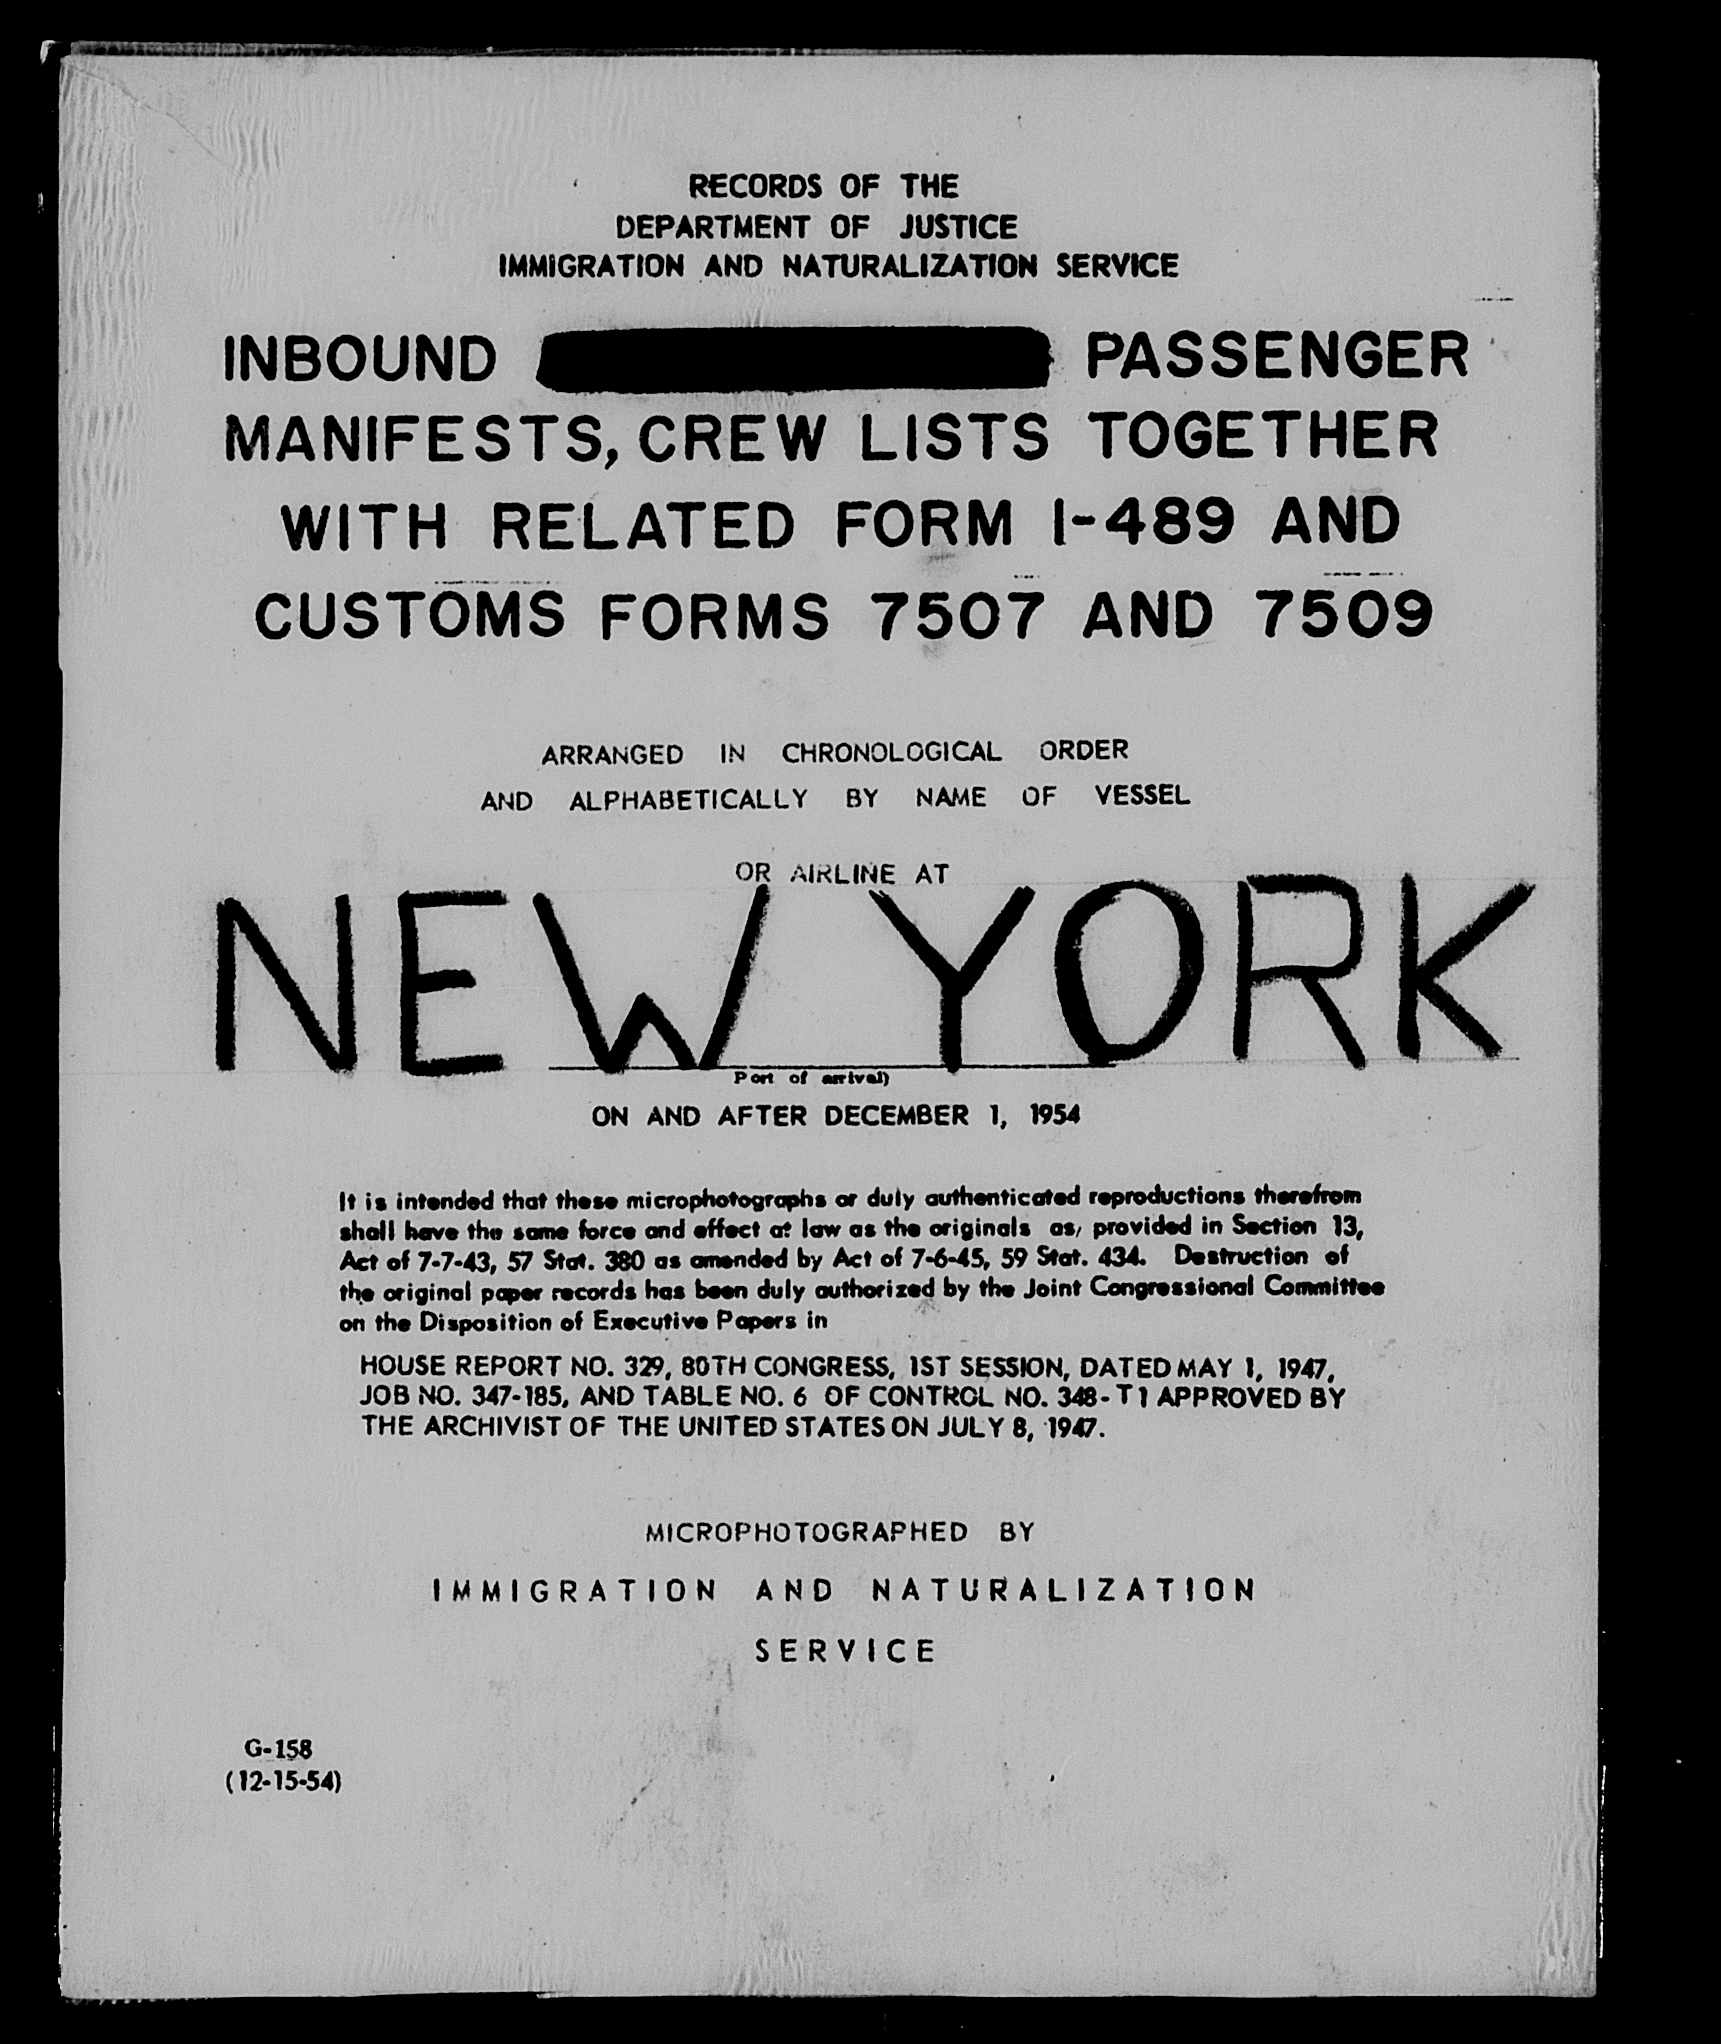 RECORDS OF THE
DEPARTMENT OF JUSTICE
IMMIGRATION AND NATURALIZATION SERVICE
INBOUND PASSENGER
MANIFESTS, CREW LISTS TOGETHER
WITH RELATED FORM I-489 AND
CUSTOMS FORMS 7507 AND 7509
ARRANGED IN CHRONOLOGICAL ORDER
AND ALPHABETICALLY BY NAME OF VESSEL
OR AIRLINE AT
NEW YORK
Port of arrival)
ON AND AFTER DECEMBER 1, 1954
It is intended that these microphotographs or duly authenticated reproductions therefrom
shall have the same force and effect at law as the originals as, provided in Section 13,
Act of 7-7-43, 57 Stat. 380 as amended by Act of 7-6-45, 59 Stat. 434. Destruction of
the original paper records has been duly authorized by the Joint Congressional Committee
on the Disposition of Executive Papers in
HOUSE REPORT NO. 329, 80TH CONGRESS, 1ST SESSION, DATED MAY 1, 1947,
JOB NO. 347-185, AND TABLE NO. 6 OF CONTROL NO. 348-T1 APPROVED BY
THE ARCHIVIST OF THE UNITED STATES ON JULY 8, 1947.
MICROPHOTOGRAPHED BY
IMMIGRATION AND NATURALIZATION
SERVICE
G-158
(12-15-54)